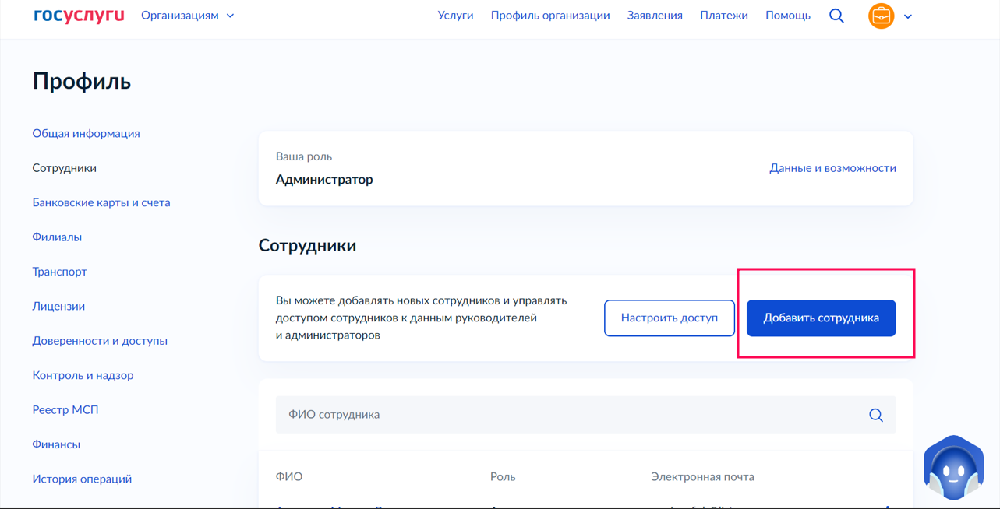 госуслуги Организациям Услуги Профиль организации Заявления Платежи Помощь
Профиль
Общая информация
Сотрудники
Банковские карты и счета
Филиалы
Транспорт
Лицензии
Доверенности и доступы
Контроль и надзор
Реестр МСП
Финансы
История операций
Ваша роль
Администратор
Данные и возможности
Сотрудники
Вы можете добавлять новых сотрудников и управлять
доступом сотрудников к данным руководителей
и администраторов
Настроить доступ
Добавить сотрудника
ФИО сотрудника
ФИО Роль Электронная почта